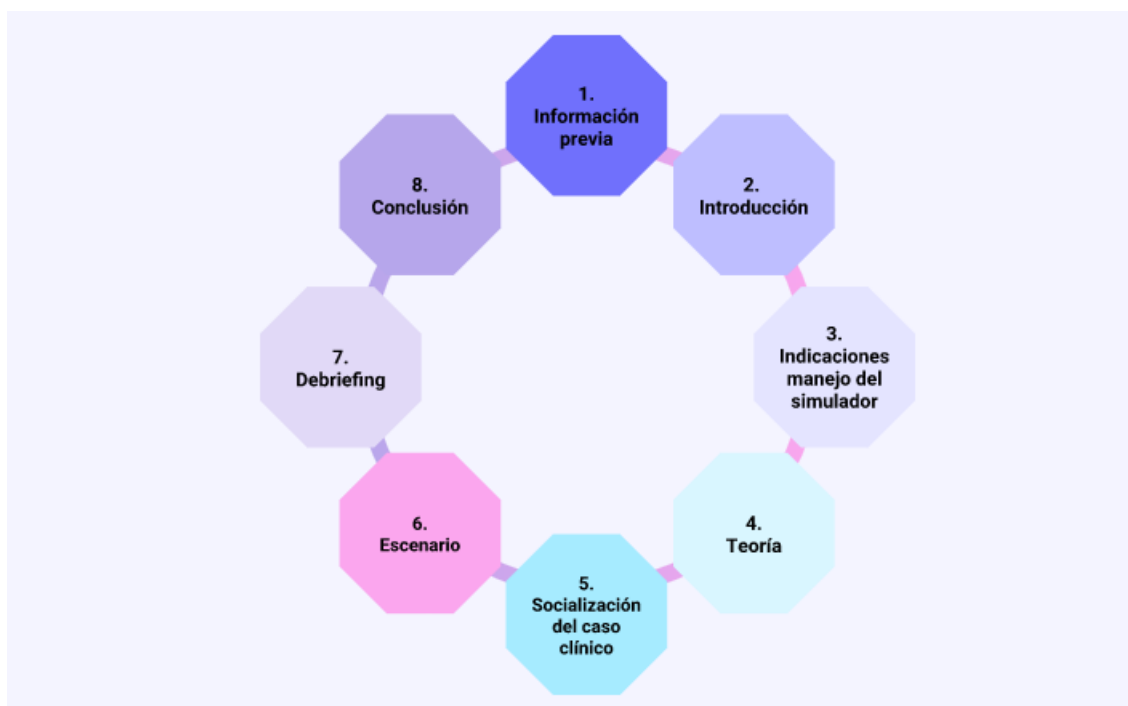 1.
Información
previa
2.
Introducción
3.
Indicaciones
manejo del
simulador
4.
Teoría
5.
Socialización
del caso
clínico
6.
Escenario
7.
Debriefing
8.
Conclusión